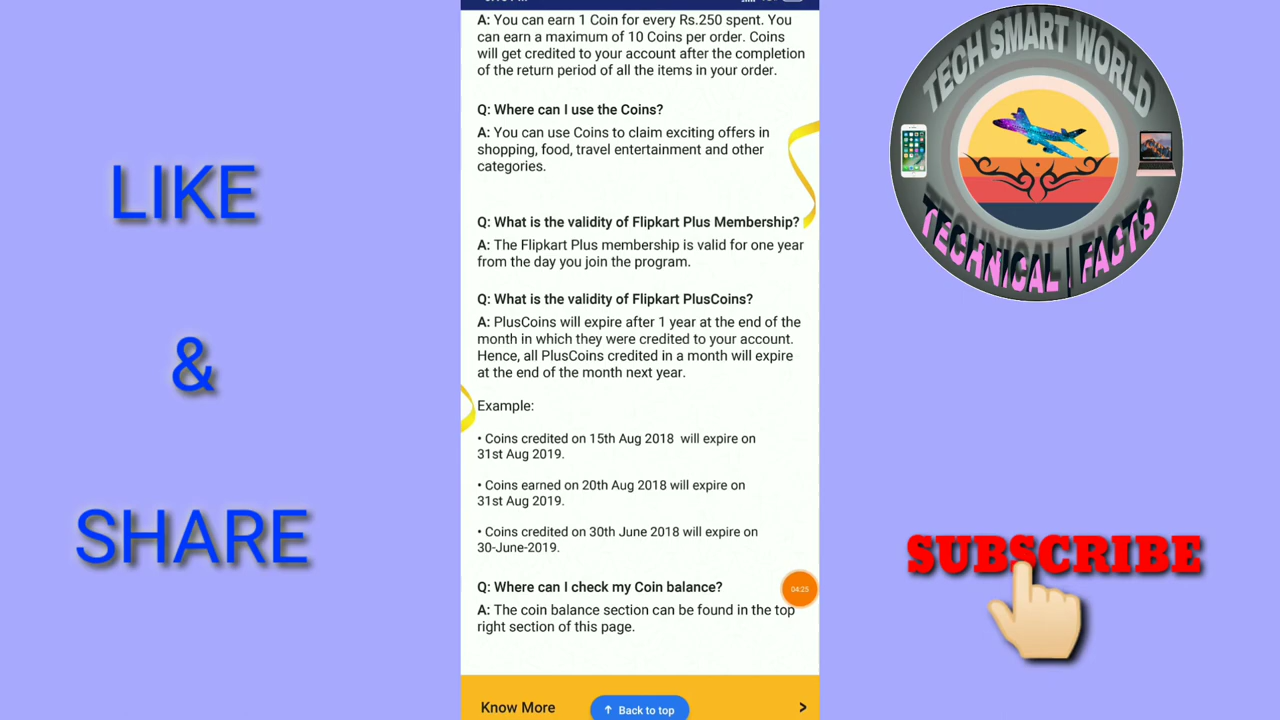 LIKE
&
SHARE
A: You can earn 1 Coin for every Rs.250 spent. You
can earn a maximum of 10 Coins per order. Coins
will get credited to your account after the completion
of the return period of all the items in your order.
Q: Where can I use the Coins?
A: You can use Coins to claim exciting offers in
shopping, food, travel entertainment and other
categories.
Q: What is the validity of Flipkart Plus Membership?
A: The Flipkart Plus membership is valid for one year
from the day you join the program.
Q: What is the validity of Flipkart PlusCoins?
A: PlusCoins will expire after 1 year at the end of the
month in which they were credited to your account.
Hence, all PlusCoins credited in a month will expire
at the end of the month next year.
Example:
• Coins credited on 15th Aug 2018 will expire on
31st Aug 2019.
• Coins earned on 20th Aug 2018 will expire on
31st Aug 2019.
• Coins credited on 30th June 2018 will expire on
30-June-2019.
Q: Where can I check my Coin balance?
04:25
A: The coin balance section can be found in the top
right section of this page.
Know More >
↑ Back to top
TECH SMART WORLD
TECHNICAL | FACTS
SUBSCRIBE